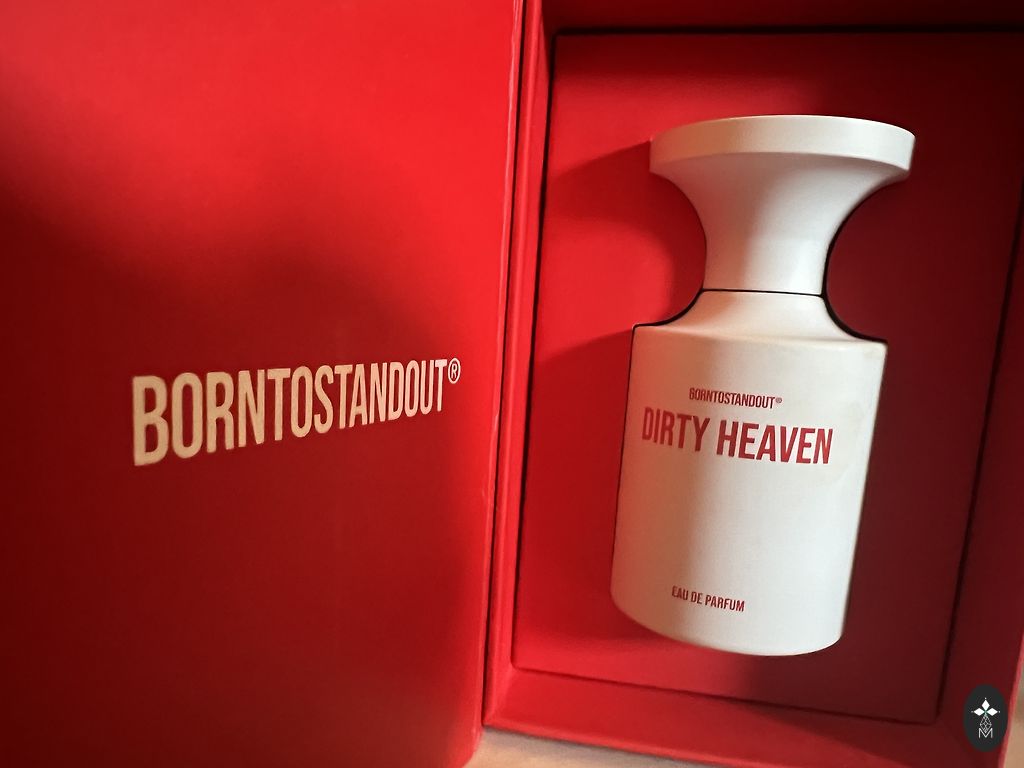 BORNTOSTANDOUT®
BORNTOSTANDOUT®
DIRTY HEAVEN
EAU DE PARFUM
M